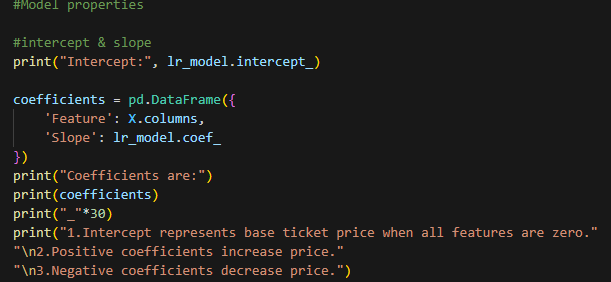 #Model properties
#intercept & slope
print("Intercept:", lr_model.intercept_)
coefficients = pd.DataFrame({
    'Feature': X.columns,
    'Slope': lr_model.coef_
})
print("Coefficients are:")
print(coefficients)
print("_"*30)
print("1.Intercept represents base ticket price when all features are zero."
"\n2.Positive coefficients increase price."
"\n3.Negative coefficients decrease price.")